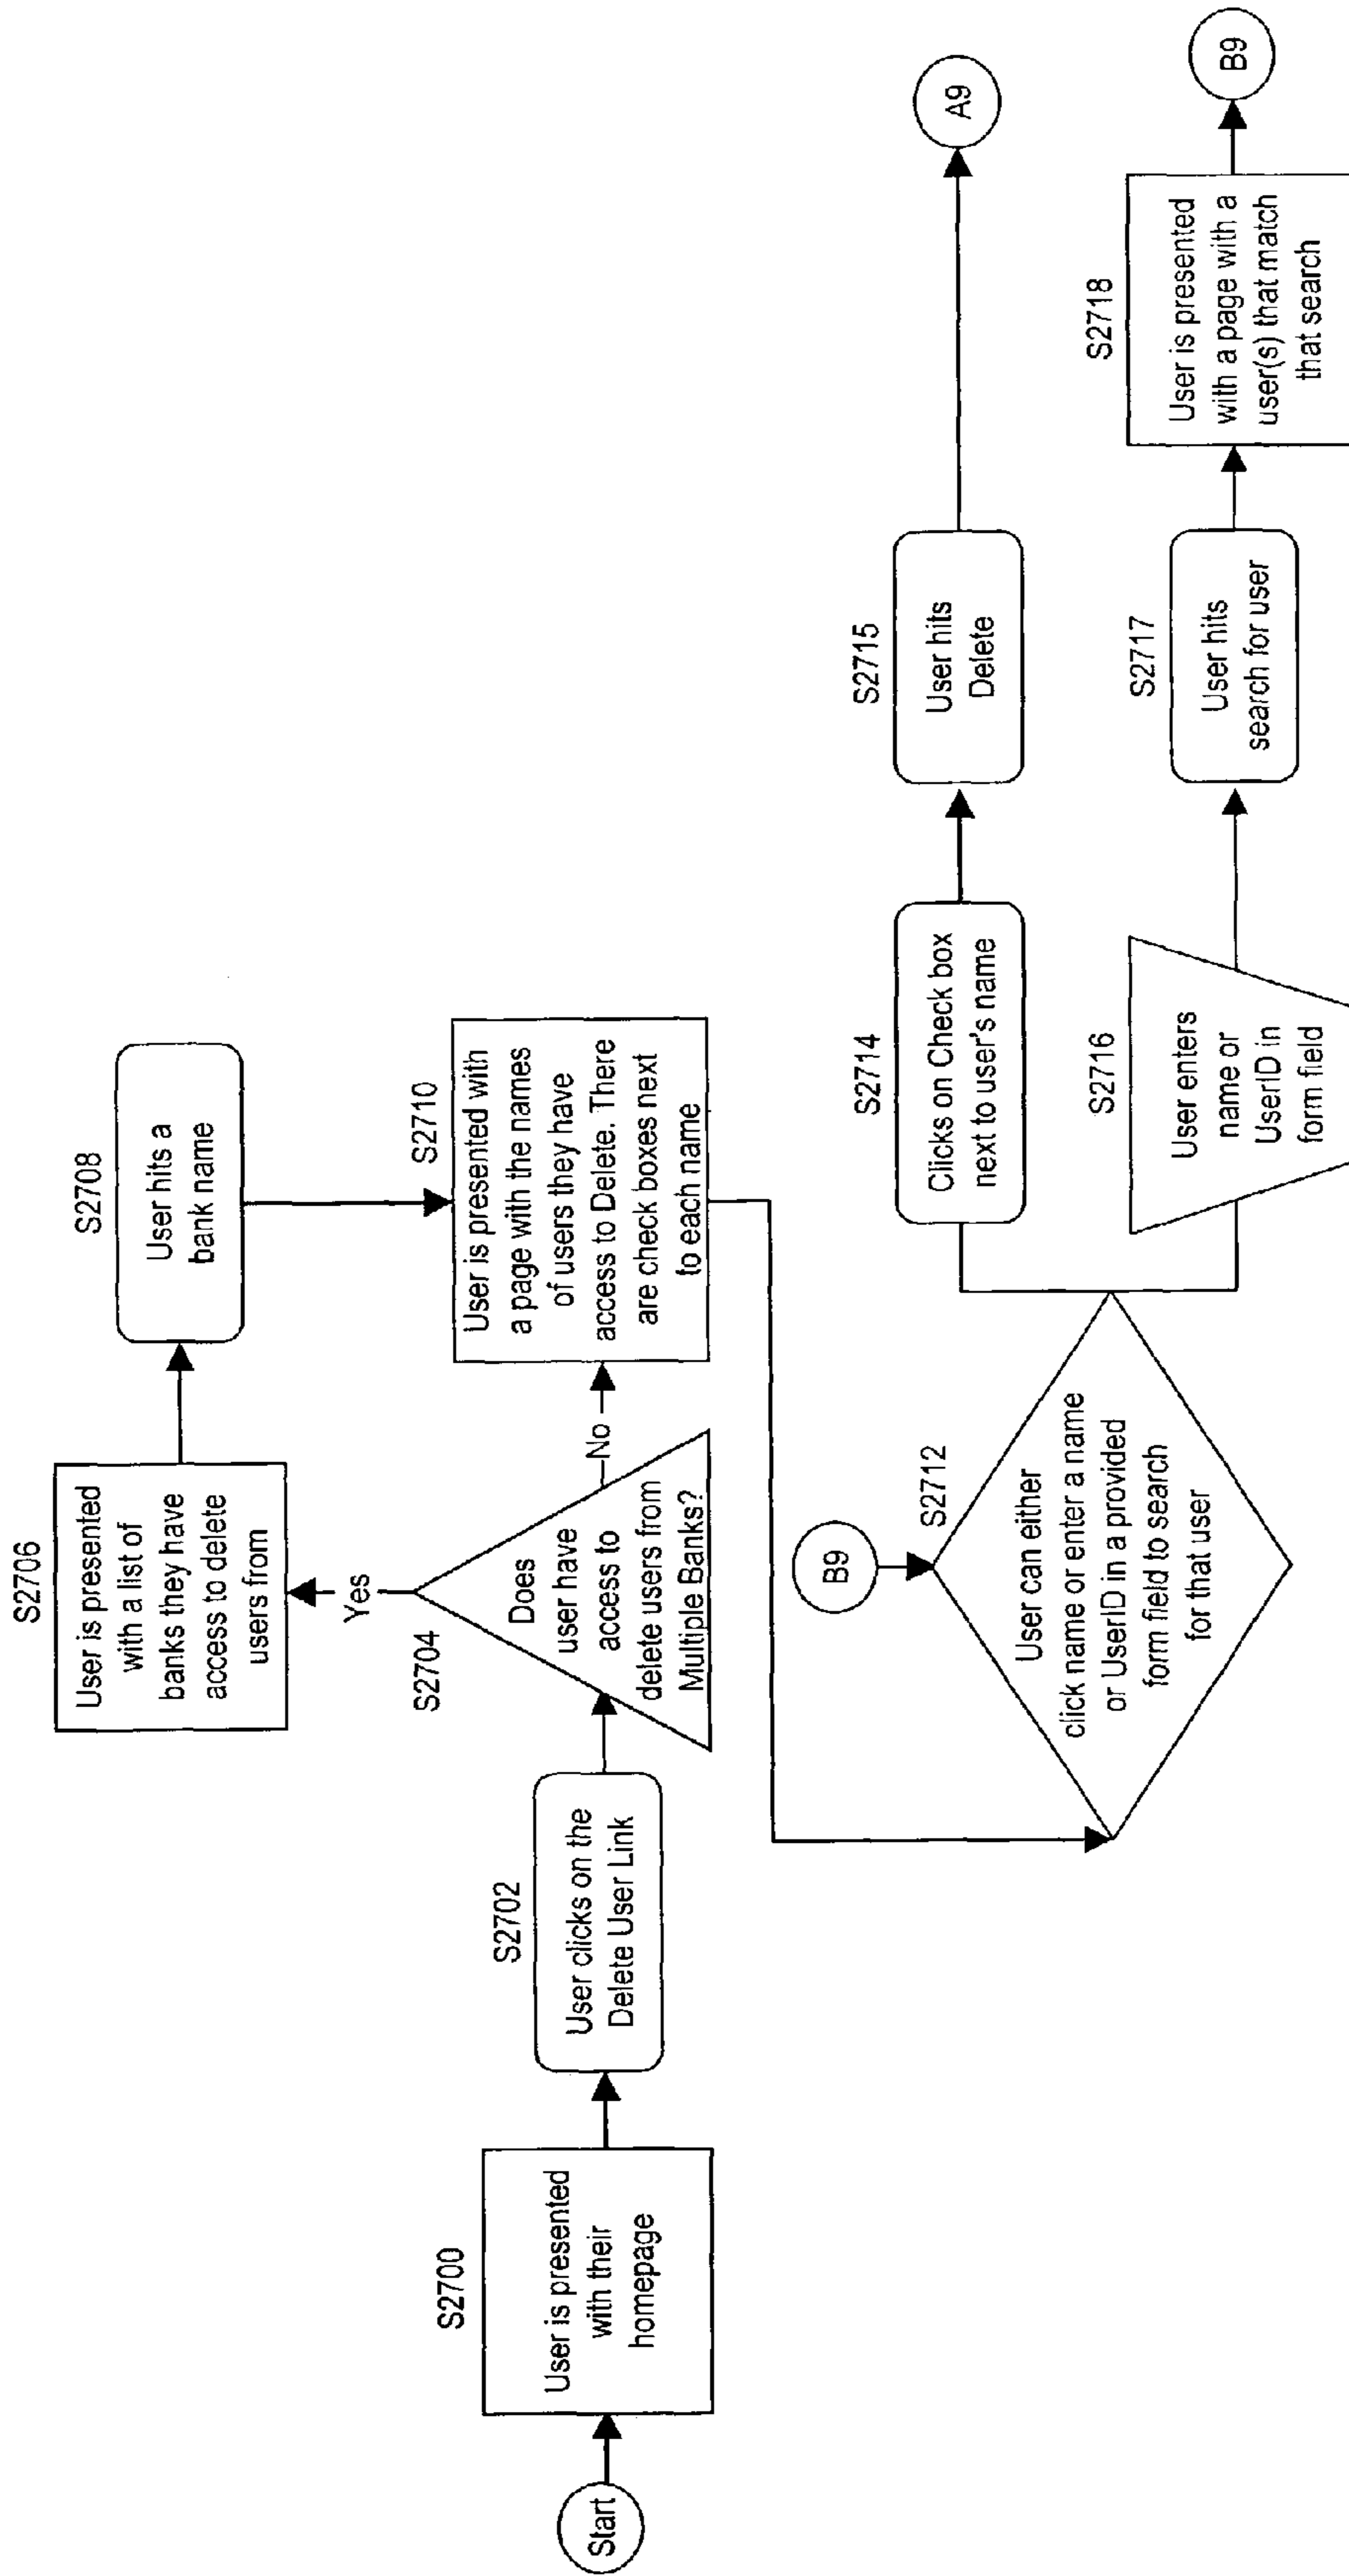 Start
S2700
User is presented
with their
homepage
S2702
User clicks on the
Delete User Link
S2704
Does
user have
access to
delete users from
Multiple Banks?
Yes
No
S2706
User is presented
with a list of
banks they have
access to delete
users from
S2708
User hits a
bank name
S2710
User is presented with
a page with the names
of users they have
access to Delete. There
are check boxes next
to each name
B9
S2712
User can either
click name or enter a name
or UserID in a provided
form field to search
for that user
S2714
Clicks on Check box
next to user's name
S2715
User hits
Delete
A9
S2716
User enters
name or
UserID in
form field
S2717
User hits
search for user
S2718
User is presented
with a page with a
user(s) that match
that search
B9